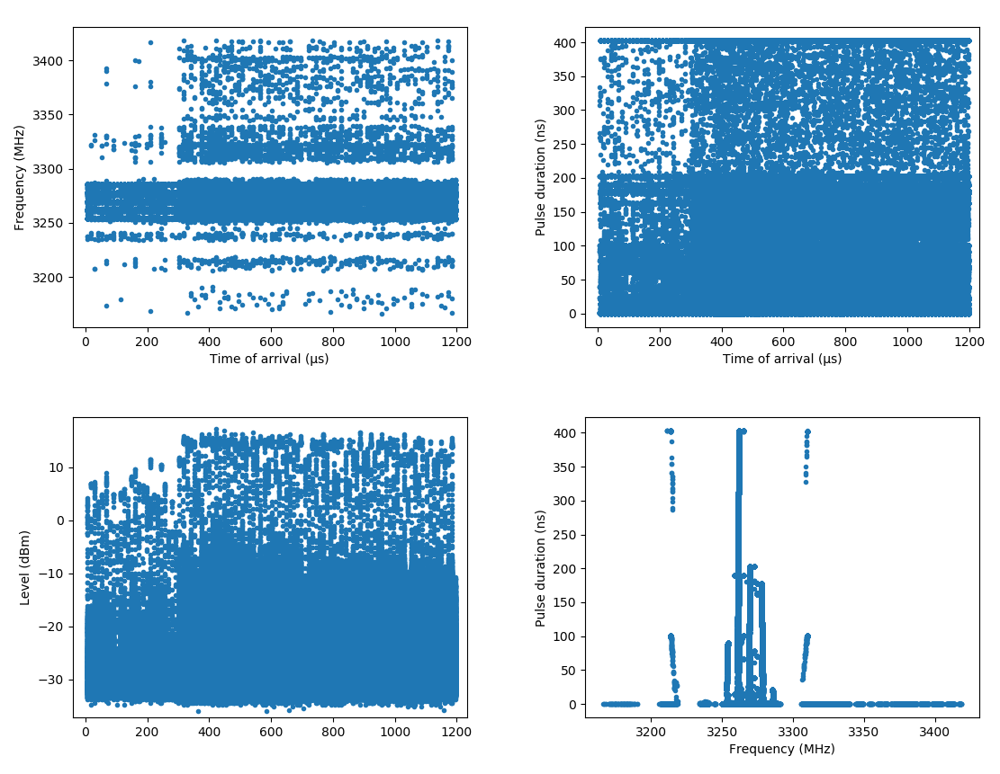 3400
3350
3300
3250
3200
Frequency (MHz)
0 200 400 600 800 1000 1200
Time of arrival (μs)
400
350
300
250
200
150
100
50
0
Pulse duration (ns)
0 200 400 600 800 1000 1200
Time of arrival (μs)
10
0
−10
−20
−30
Level (dBm)
0 200 400 600 800 1000 1200
400
350
300
250
200
150
100
50
0
Pulse duration (ns)
3200 3250 3300 3350 3400
Frequency (MHz)